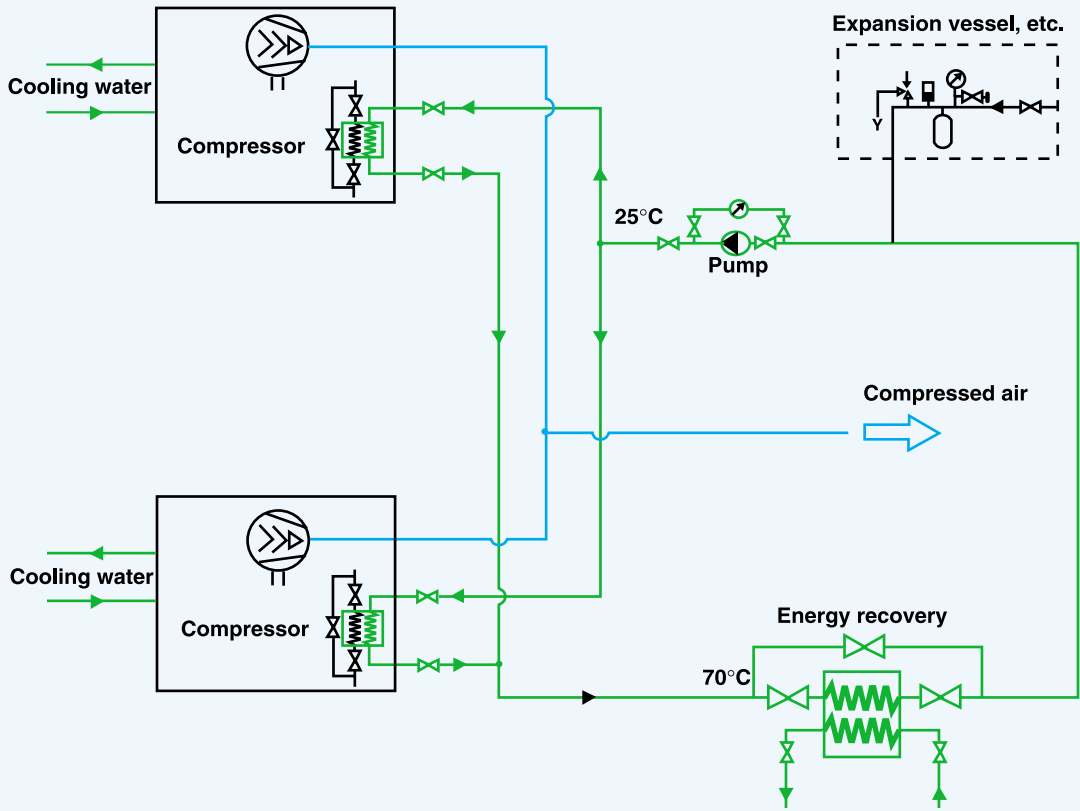 Expansion vessel, etc.
Cooling water
Compressor
Y
25°C
Pump
Compressed air
Cooling water
Compressor
Energy recovery
70°C